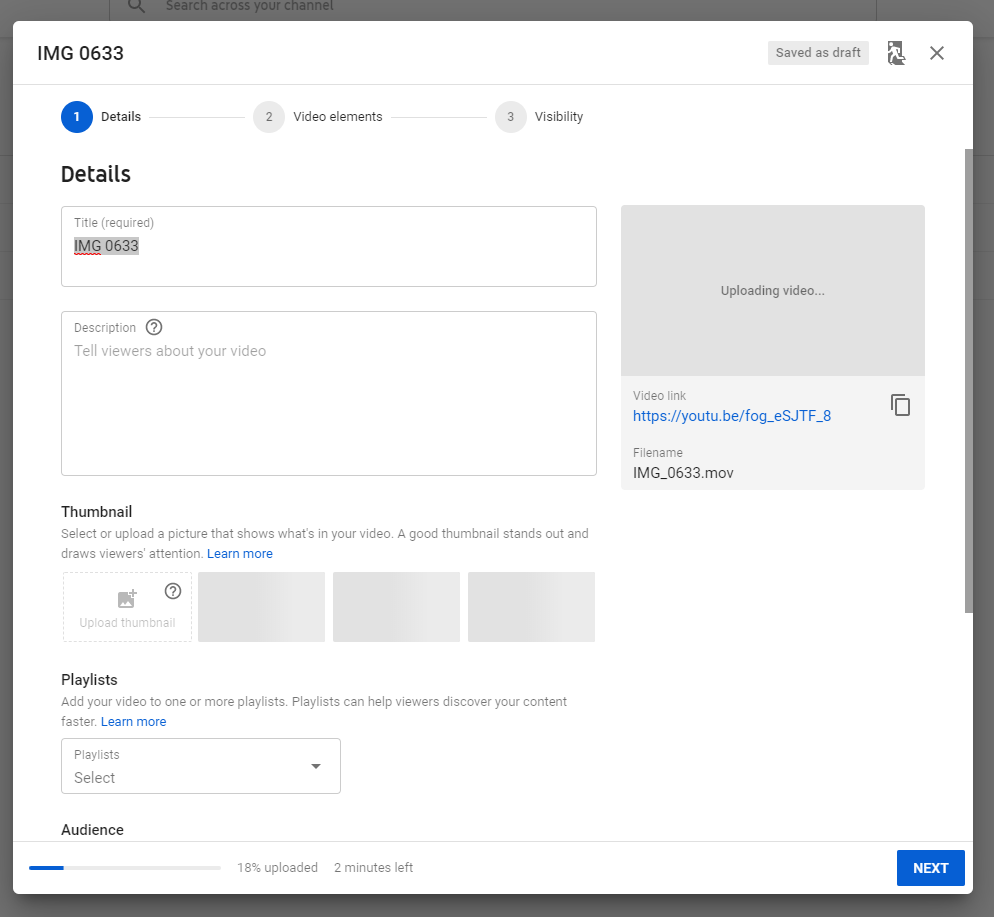 Search across your channel
IMG 0633
Saved as draft
1 Details
2 Video elements
3 Visibility
Details
Title (required)
IMG 0633
Description
Tell viewers about your video
Uploading video...
Video link
https://youtu.be/fog_eSJTF_8
Filename
IMG_0633.mov
Thumbnail
Select or upload a picture that shows what's in your video. A good thumbnail stands out and
draws viewers' attention. Learn more
Upload thumbnail
Playlists
Add your video to one or more playlists. Playlists can help viewers discover your content
faster. Learn more
Playlists
Select
Audience
18% uploaded
2 minutes left
NEXT